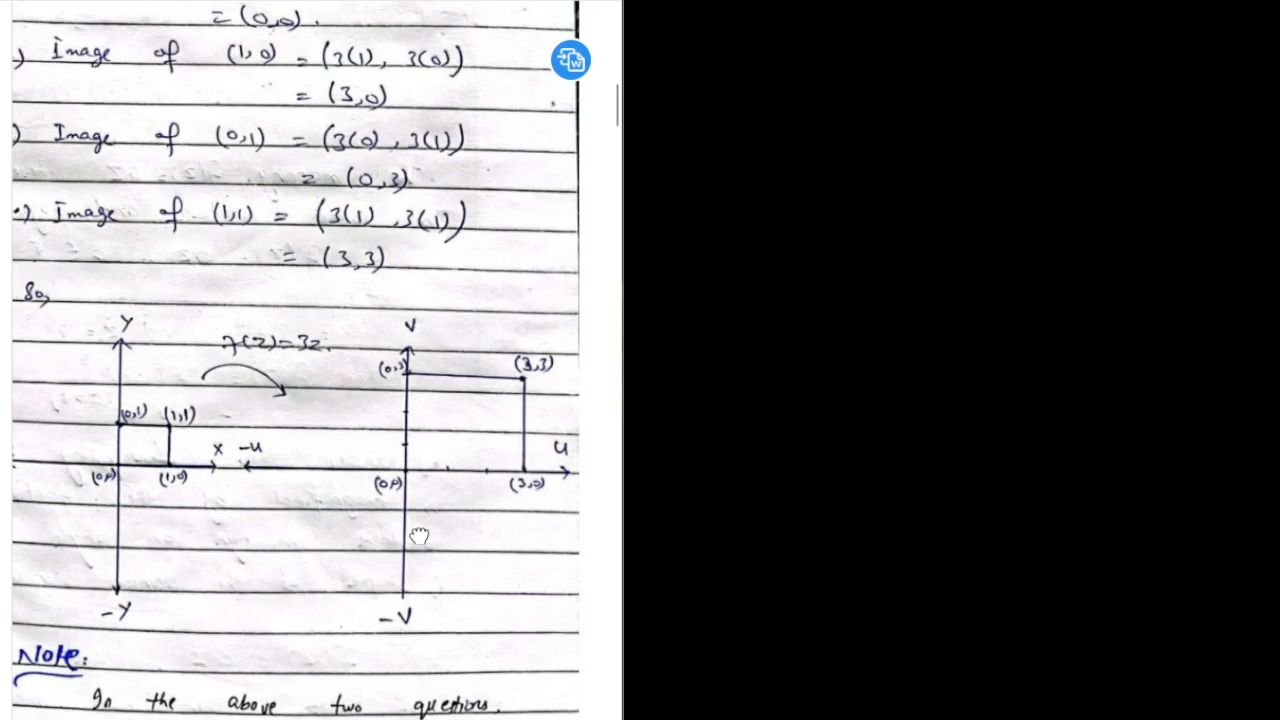 = (0,0).
) Image of (1,0) = (3(1), 3(0))
= (3,0)
) Image of (0,1) = (3(0), 3(1))
= (0,3)
•) Image of (1,1) = (3(1), 3(1))
= (3,3)
So,
Y
f(z)=3z.
V
(0,3)
(3,3)
(0,1)
(1,1)
X
-U
U
(0,0)
(1,0)
(0,0)
(3,0)
-Y
-V
Note:
In the above two questions.